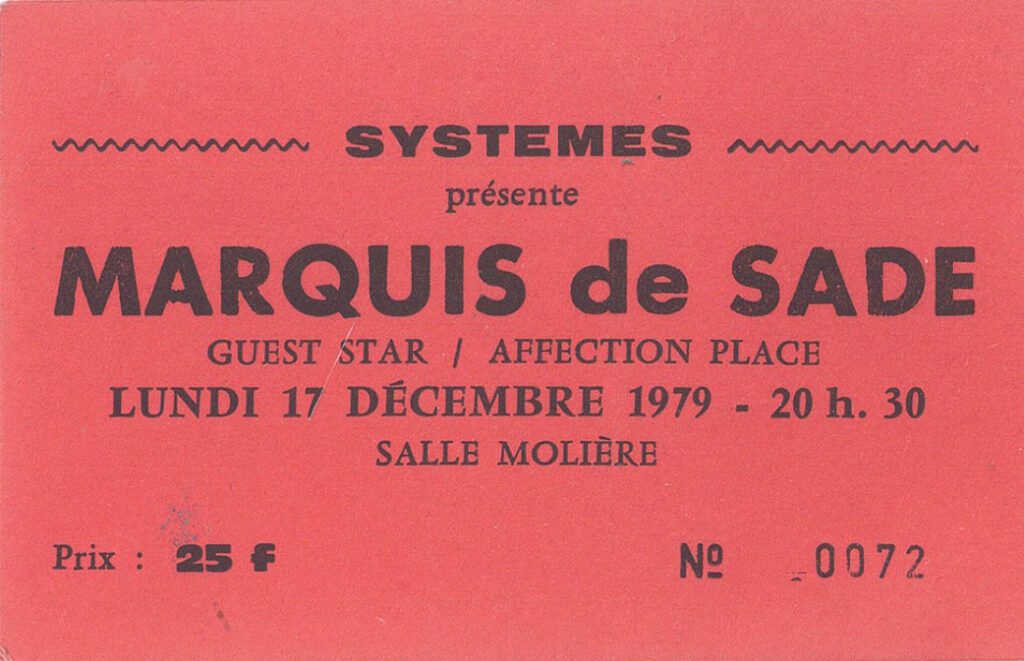 SYSTEMES
présente
MARQUIS de SADE
GUEST STAR / AFFECTION PLACE
LUNDI 17 DÉCEMBRE 1979 - 20 h. 30
SALLE MOLIÈRE
Prix : 25 f Nº 0072